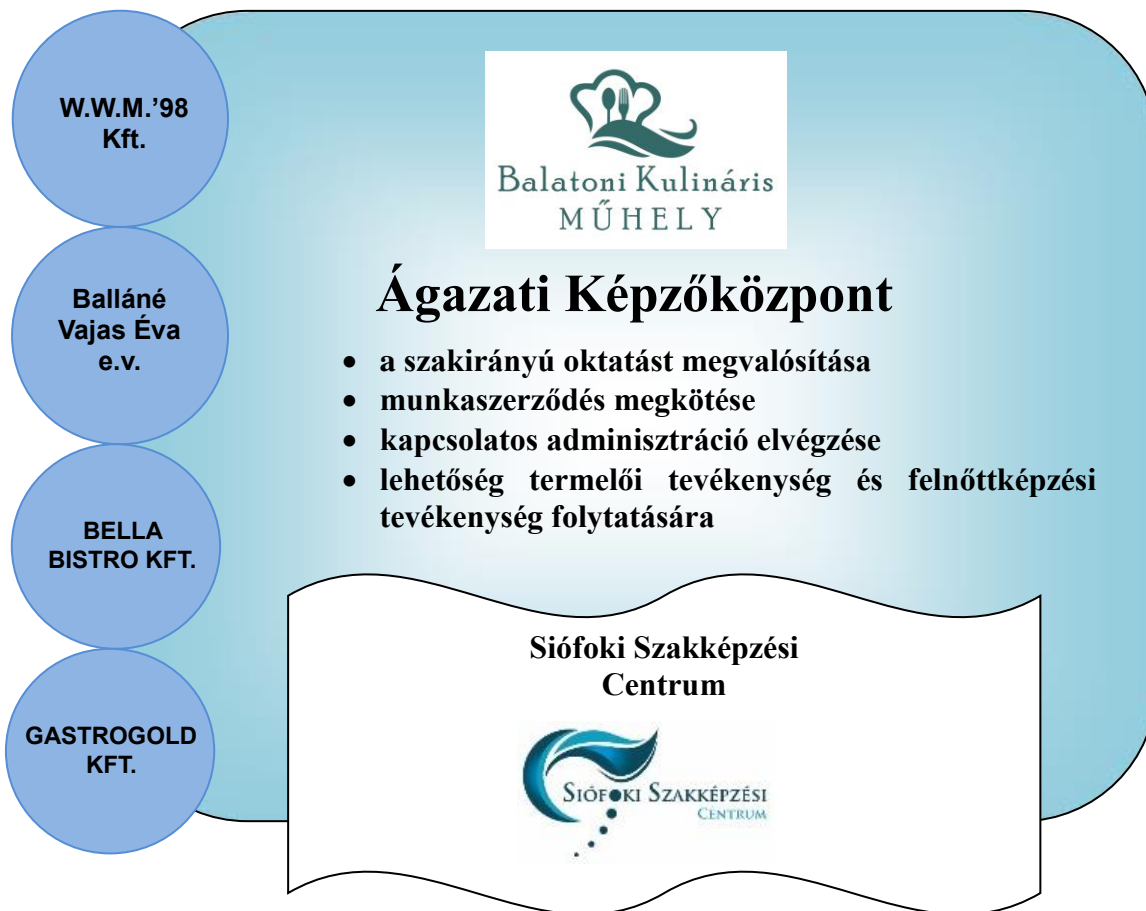 W.W.M.’98
Kft.
Balláné
Vajas Éva
e.v.
BELLA
BISTRO KFT.
GASTROGOLD
KFT.
Balatoni Kulináris
MŰHELY
Ágazati Képzőközpont
• a szakirányú oktatást megvalósítása
• munkaszerződés megkötése
• kapcsolatos adminisztráció elvégzése
• lehetőség termelői tevékenység és felnőttképzési
tevékenység folytatására
Siófoki Szakképzési
Centrum
SIÓFOKI SZAKKÉPZÉSI
CENTRUM